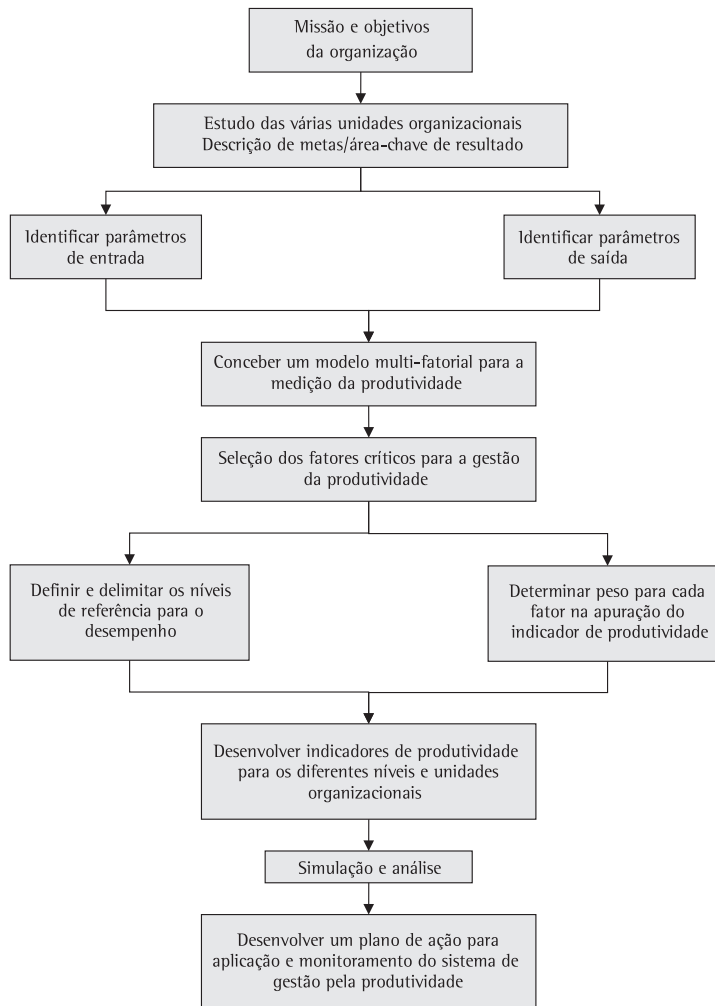 Missão e objetivos
da organização
Estudo das várias unidades organizacionais
Descrição de metas/área-chave de resultado
Identificar parâmetros
de entrada
Identificar parâmetros
de saída
Conceber um modelo multi-fatorial para a
medição da produtividade
Seleção dos fatores críticos para a gestão
da produtividade
Definir e delimitar os níveis
de referência para o
desempenho
Determinar peso para cada
fator na apuração do
indicador de produtividade
Desenvolver indicadores de produtividade
para os diferentes níveis e unidades
organizacionais
Simulação e análise
Desenvolver um plano de ação para
aplicação e monitoramento do sistema de
gestão pela produtividade